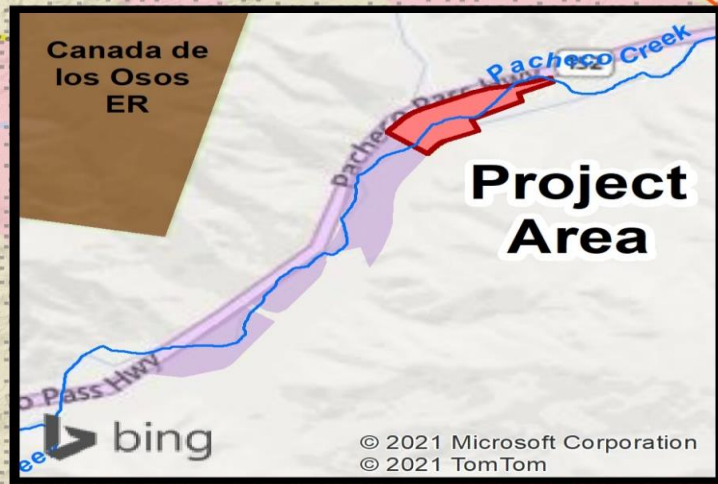 Canada de
los Osos
ER
Pacheco Creek
152
Pacheco Pass Hwy
Project
Area
o Pass Hwy
eek
bing
© 2021 Microsoft Corporation
© 2021 TomTom